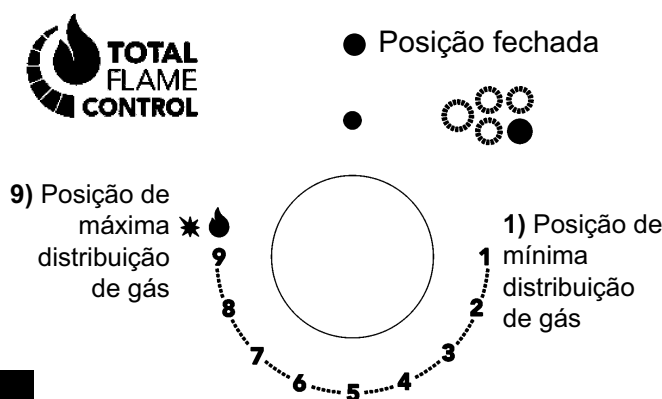 TOTAL
FLAME
CONTROL
● Posição fechada
9) Posição de
máxima
distribuição
de gás
1) Posição de
mínima
distribuição
de gás
9
8
7
6
5
4
3
2
1